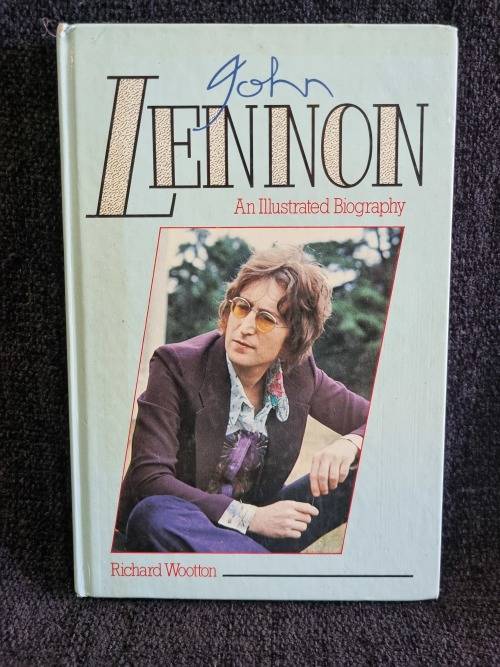 John
LENNON
An Illustrated Biography
Richard Wootton